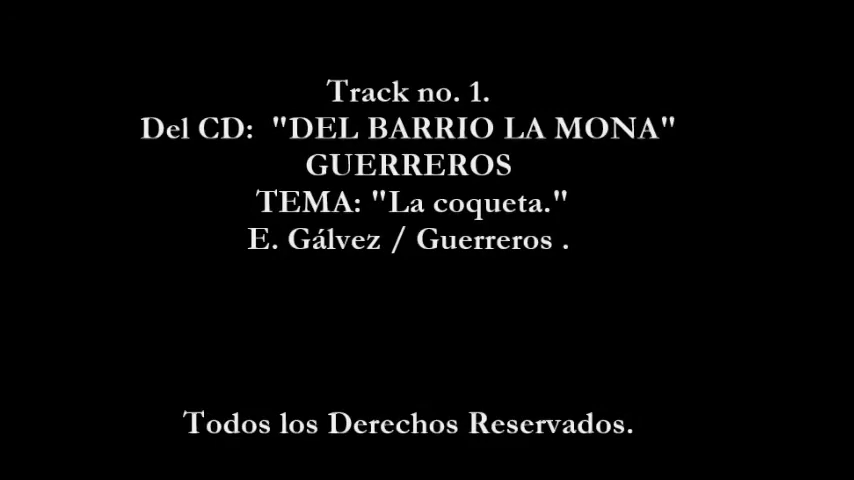 Track no. 1.
Del CD:  "DEL BARRIO LA MONA"
GUERREROS
TEMA: "La coqueta."
E. Gálvez / Guerreros .
Todos los Derechos Reservados.